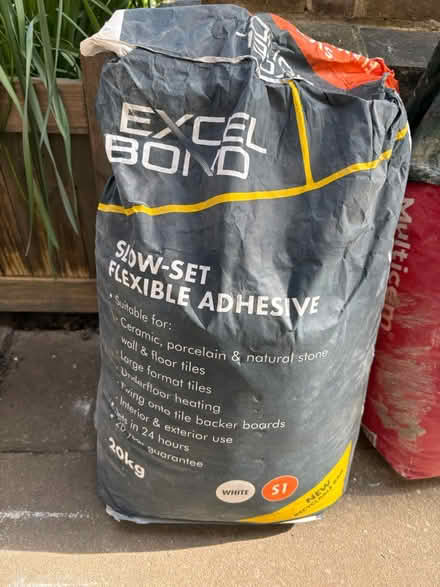 EXCEL
BOND
SLOW-SET
FLEXIBLE ADHESIVE
• Suitable for:
Ceramic, porcelain & natural stone
wall & floor tiles
Large format tiles
Underfloor heating
Fixing onto tile backer boards
Interior & exterior use
Sets in 24 hours
guarantee
20kg
WHITE
S1
NEW
RECYCLABLE BAG
Multicem